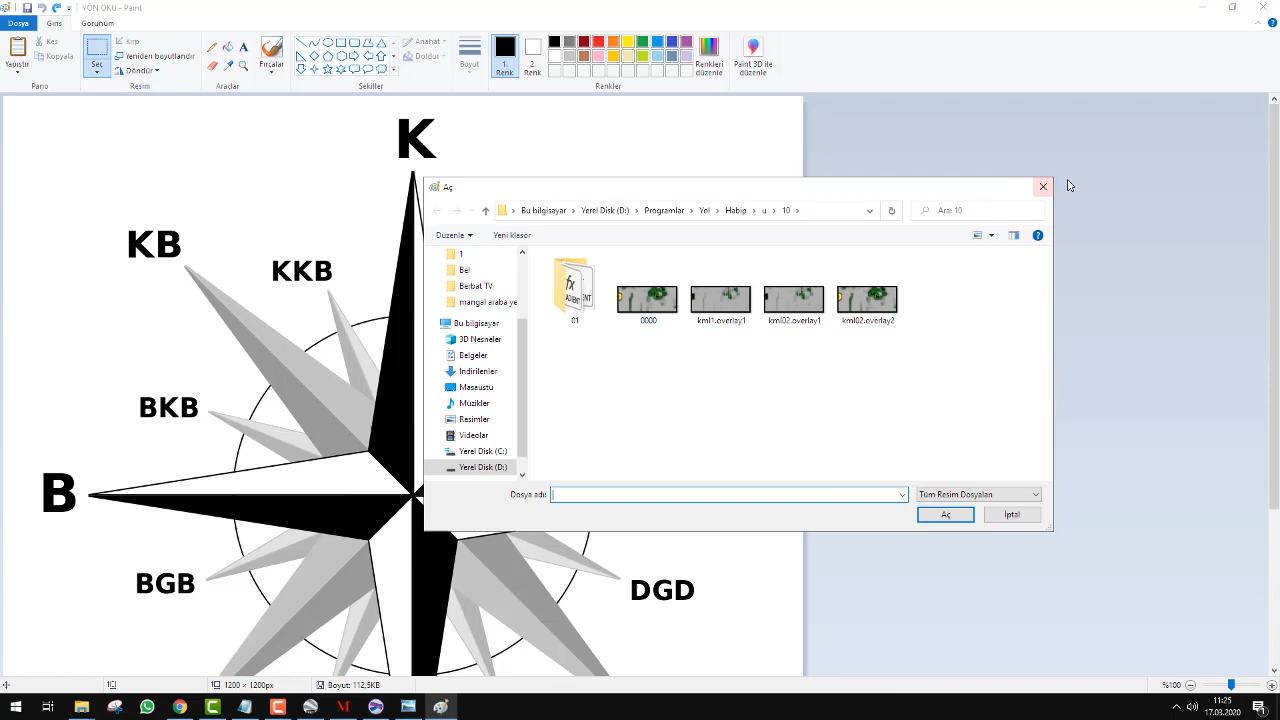 YÖN OKU - Paint
Dosya Giriş Görünüm
Yapıştır
Kes
Kopyala
Pano
Seç
Kırp
Yeniden boyutlandır
Döndür
Resim
Araçlar
Fırçalar
Anahat
Doldur
Şekiller
Boyut
1. Renk
2. Renk
Renkleri düzenle
Renkler
Paint 3D ile düzenle
K
KB
KKB
BKB
B
BGB
DGD
Aç
Bu bilgisayar Yerel Disk (D:) Programlar Yol Habip u 10
Ara: 10
Düzenle Yeni klasör
1
Bel
Berbat TV
mangal araba ye
Bu bilgisayar
3D Nesneler
Belgeler
İndirilenler
Masaüstü
Müzikler
Resimler
Videolar
Yerel Disk (C:)
Yerel Disk (D:)
01 0000 kml1.overlay1 kml02.overlay1 kml02.overlay2
Dosya adı: Tüm Resim Dosyaları
Aç İptal
1200 × 1200px Boyut: 112,5KB %100
11:25
17.03.2020